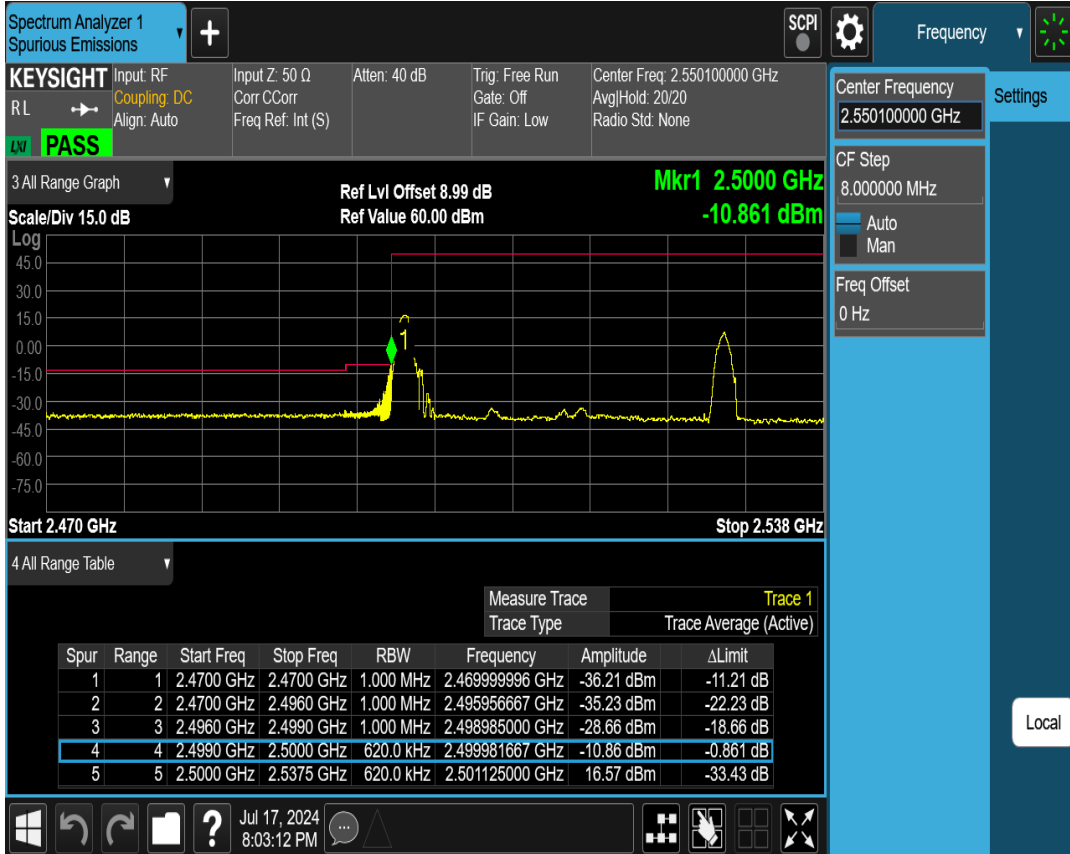 Spectrum Analyzer 1
Spurious Emissions
+
SCPI
Frequency
KEYSIGHT
RL
LXI
PASS
Input: RF
Coupling: DC
Align: Auto
Input Z: 50 Ω
Corr CCorr
Freq Ref: Int (S)
Atten: 40 dB
Trig: Free Run
Gate: Off
IF Gain: Low
Center Freq: 2.550100000 GHz
Avg|Hold: 20/20
Radio Std: None
Center Frequency
2.550100000 GHz
Settings
CF Step
8.000000 MHz
Auto
Man
Freq Offset
0 Hz
Local
3 All Range Graph
Ref Lvl Offset 8.99 dB
Mkr1 2.5000 GHz
Scale/Div 15.0 dB
Ref Value 60.00 dBm
-10.861 dBm
Log
45.0
30.0
15.0
0.00
-15.0
-30.0
-45.0
-60.0
-75.0
1
Start 2.470 GHz
Stop 2.538 GHz
4 All Range Table
Measure Trace Trace 1
Trace Type Trace Average (Active)
Spur Range Start Freq Stop Freq RBW Frequency Amplitude ΔLimit
1 1 2.4700 GHz 2.4700 GHz 1.000 MHz 2.469999996 GHz -36.21 dBm -11.21 dB
2 2 2.4700 GHz 2.4960 GHz 1.000 MHz 2.495956667 GHz -35.23 dBm -22.23 dB
3 3 2.4960 GHz 2.4990 GHz 1.000 MHz 2.498985000 GHz -28.66 dBm -18.66 dB
4 4 2.4990 GHz 2.5000 GHz 620.0 kHz 2.499981667 GHz -10.86 dBm -0.861 dB
5 5 2.5000 GHz 2.5375 GHz 620.0 kHz 2.501125000 GHz 16.57 dBm -33.43 dB
?
Jul 17, 2024
8:03:12 PM